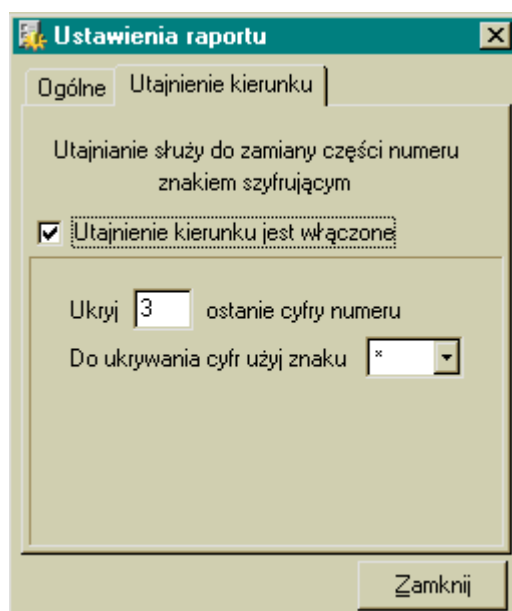 Ustawienia raportu
Ogólne Utajnienie kierunku
Utajnianie służy do zamiany części numeru
znakiem szyfrującym
Utajnienie kierunku jest włączone
Ukryj 3 ostanie cyfry numeru
Do ukrywania cyfr użyj znaku *
Zamknij